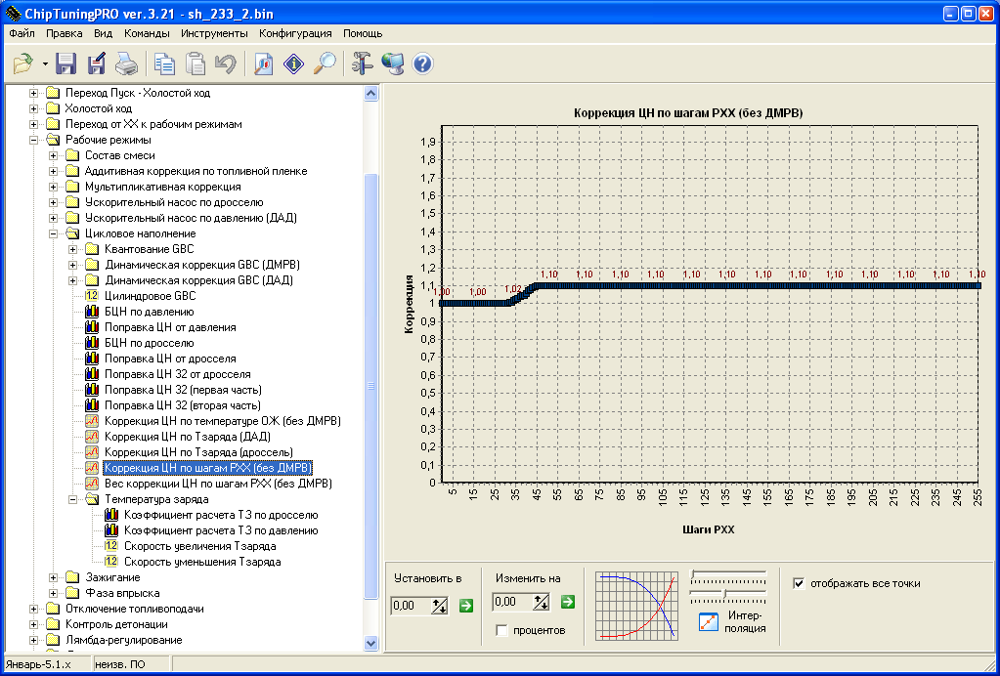 ChipTuningPRO ver.3.21 - sh_233_2.bin
Файл Правка Вид Команды Инструменты Конфигурация Помощь
Переход Пуск - Холостой ход
Холостой ход
Переход от ХХ к рабочим режимам
Рабочие режимы
Состав смеси
Аддитивная коррекция по топливной пленке
Мультипликативная коррекция
Ускорительный насос по дросселю
Ускорительный насос по давлению (ДАД)
Цикловое наполнение
Квантование GBC
Динамическая коррекция GBC (ДМРВ)
Динамическая коррекция GBC (ДАД)
1.2 Цилиндровое GBC
БЦН по давлению
Поправка ЦН от давления
БЦН по дросселю
Поправка ЦН от дросселя
Поправка ЦН 32 от дросселя
Поправка ЦН 32 (первая часть)
Поправка ЦН 32 (вторая часть)
Коррекция ЦН по температуре ОЖ (без ДМРВ)
Коррекция ЦН по Тзаряда (ДАД)
Коррекция ЦН по Тзаряда (дроссель)
Коррекция ЦН по шагам РХХ (без ДМРВ)
Вес коррекции ЦН по шагам РХХ (без ДМРВ)
Температура заряда
Коэффициент расчета ТЗ по дросселю
Коэффициент расчета ТЗ по давлению
1.2 Скорость увеличения Тзаряда
1.2 Скорость уменьшения Тзаряда
Зажигание
Фаза впрыска
Отключение топливоподачи
Контроль детонации
Лямбда-регулирование
Коррекция ЦН по шагам РХХ (без ДМРВ)
Коррекция
1,9
1,8
1,7
1,6
1,5
1,4
1,3
1,2
1,1
1
0,9
0,8
0,7
0,6
0,5
0,4
0,3
0,2
0,1
0
1,00 1,00 1,02 1,10 1,10 1,10 1,10 1,10 1,10 1,10 1,10 1,10 1,10 1,10 1,10 1,10
5 15 25 35 45 55 65 75 85 95 105 115 125 135 145 155 165 175 185 195 205 215 225 235 245 255
Шаги РХХ
Установить в
0,00
Изменить на
0,00
процентов
Интер-
поляция
отображать все точки
Январь-5.1.x неизв. ПО